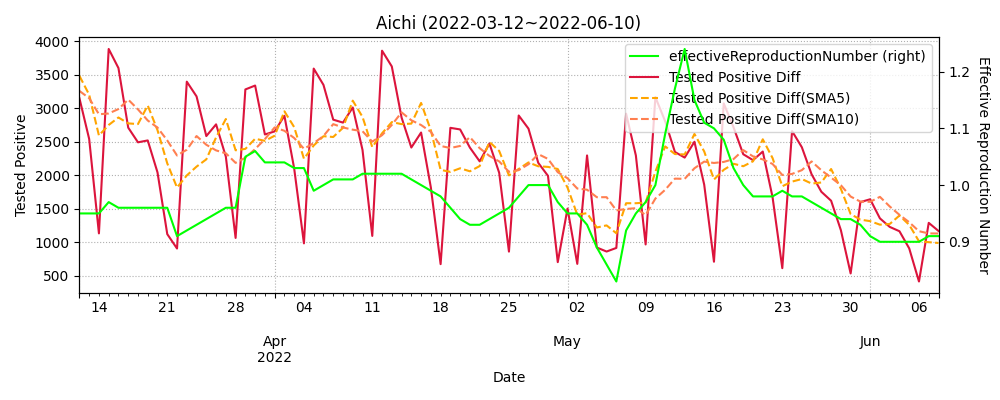 Aichi (2022-03-12~2022-06-10)
effectiveReproductionNumber (right)
Tested Positive Diff
Tested Positive Diff(SMA5)
Tested Positive Diff(SMA10)
Tested Positive
4000
3500
3000
2500
2000
1500
1000
500
1.2
1.1
1.0
0.9
Effective Reproduction Number
14 21 28 04 11 18 25 02 09 16 23 30 06
Apr May Jun
2022
Date